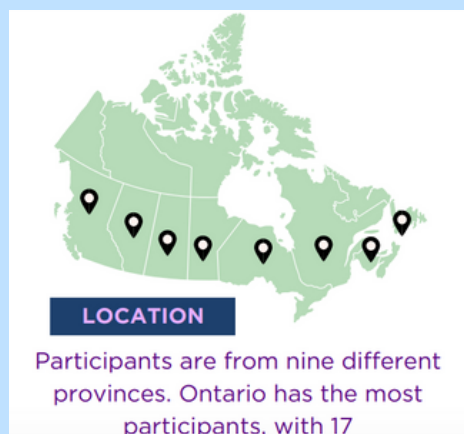 LOCATION
Participants are from nine different
provinces. Ontario has the most
participants, with 17